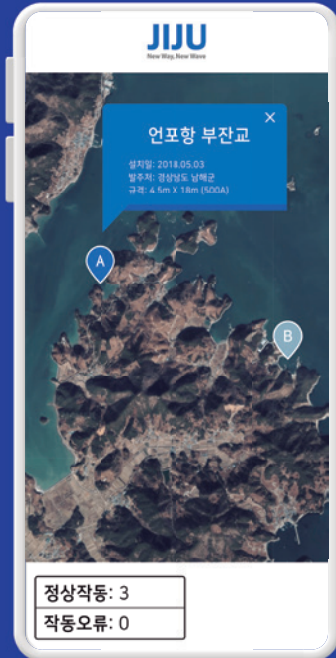 JIJU
New Way, New Wave
언포항 부잔교
설치일: 2018.05.03
발주처: 경상남도 남해군
규격: 4.5m X 18m (500A)
A
B
정상작동: 3
작동오류: 0